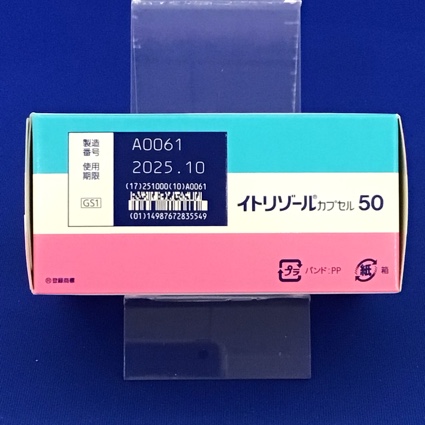 製造
番号
A0061
使用
期限
2025.10
(17)251000(10)A0061
GS1
(01)14987672835549
イトリゾールカプセル 50
プラ
バンド:PP
紙
箱
㊟登録商標